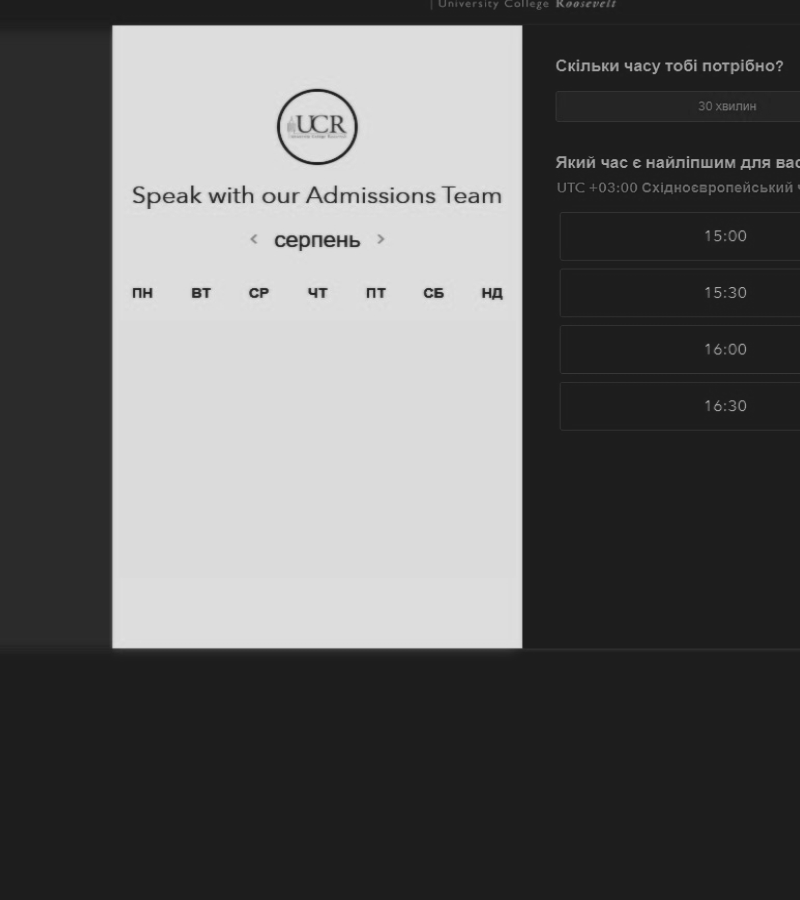 | University College Roosevelt
UCR
Speak with our Admissions Team
серпень
ПН ВТ СР ЧТ ПТ СБ НД
Скільки часу тобі потрібно?
30 хвилин
Який час є найліпшим для вас
UTC +03:00 Східноєвропейський ч
15:00
15:30
16:00
16:30